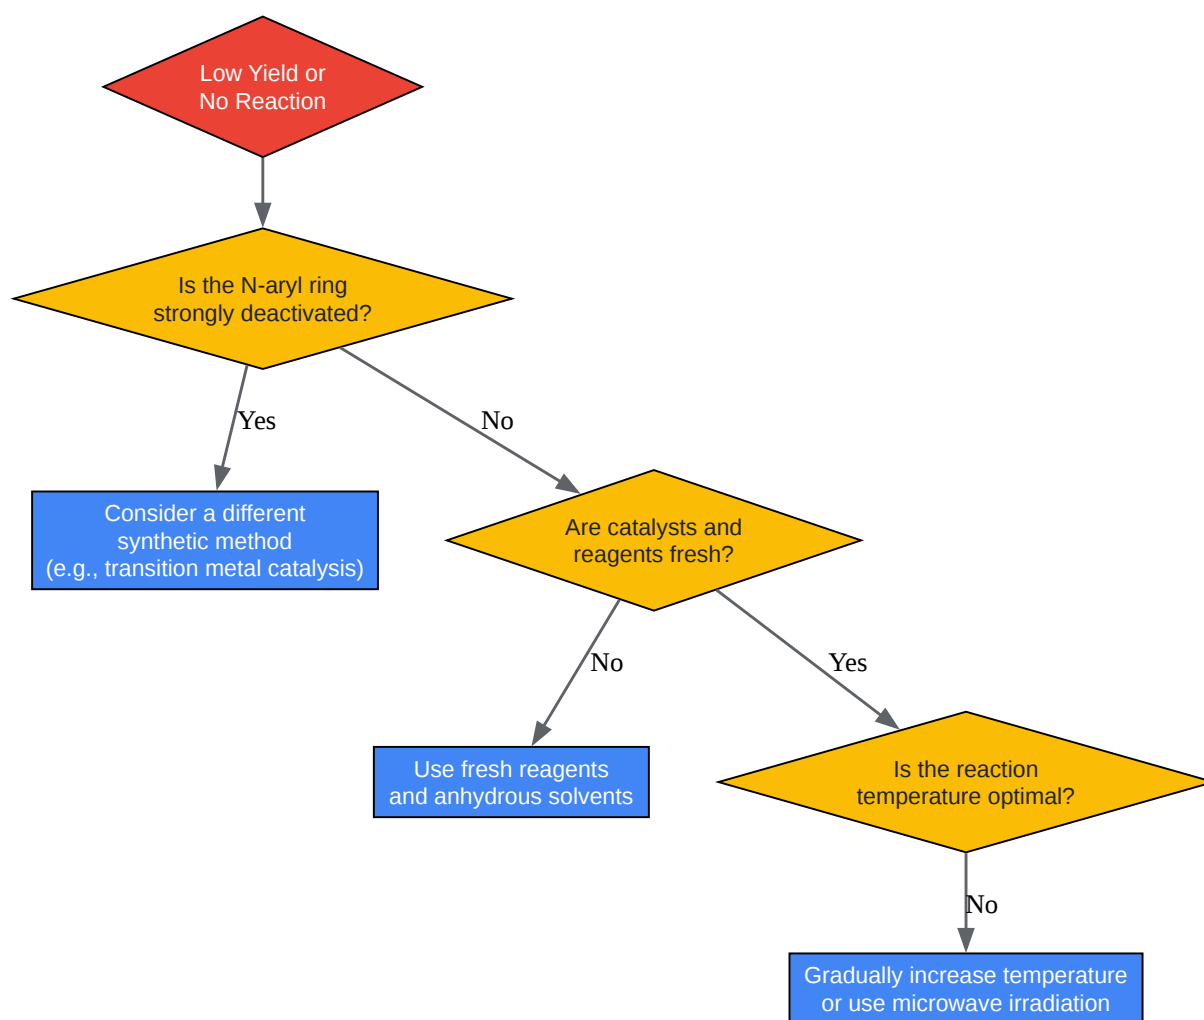 Low Yield or
No Reaction
Is the N-aryl ring
strongly deactivated?
Yes
No
Consider a different
synthetic method
(e.g., transition metal catalysis)
Are catalysts and
reagents fresh?
No
Yes
Use fresh reagents
and anhydrous solvents
Is the reaction
temperature optimal?
No
Gradually increase temperature
or use microwave irradiation